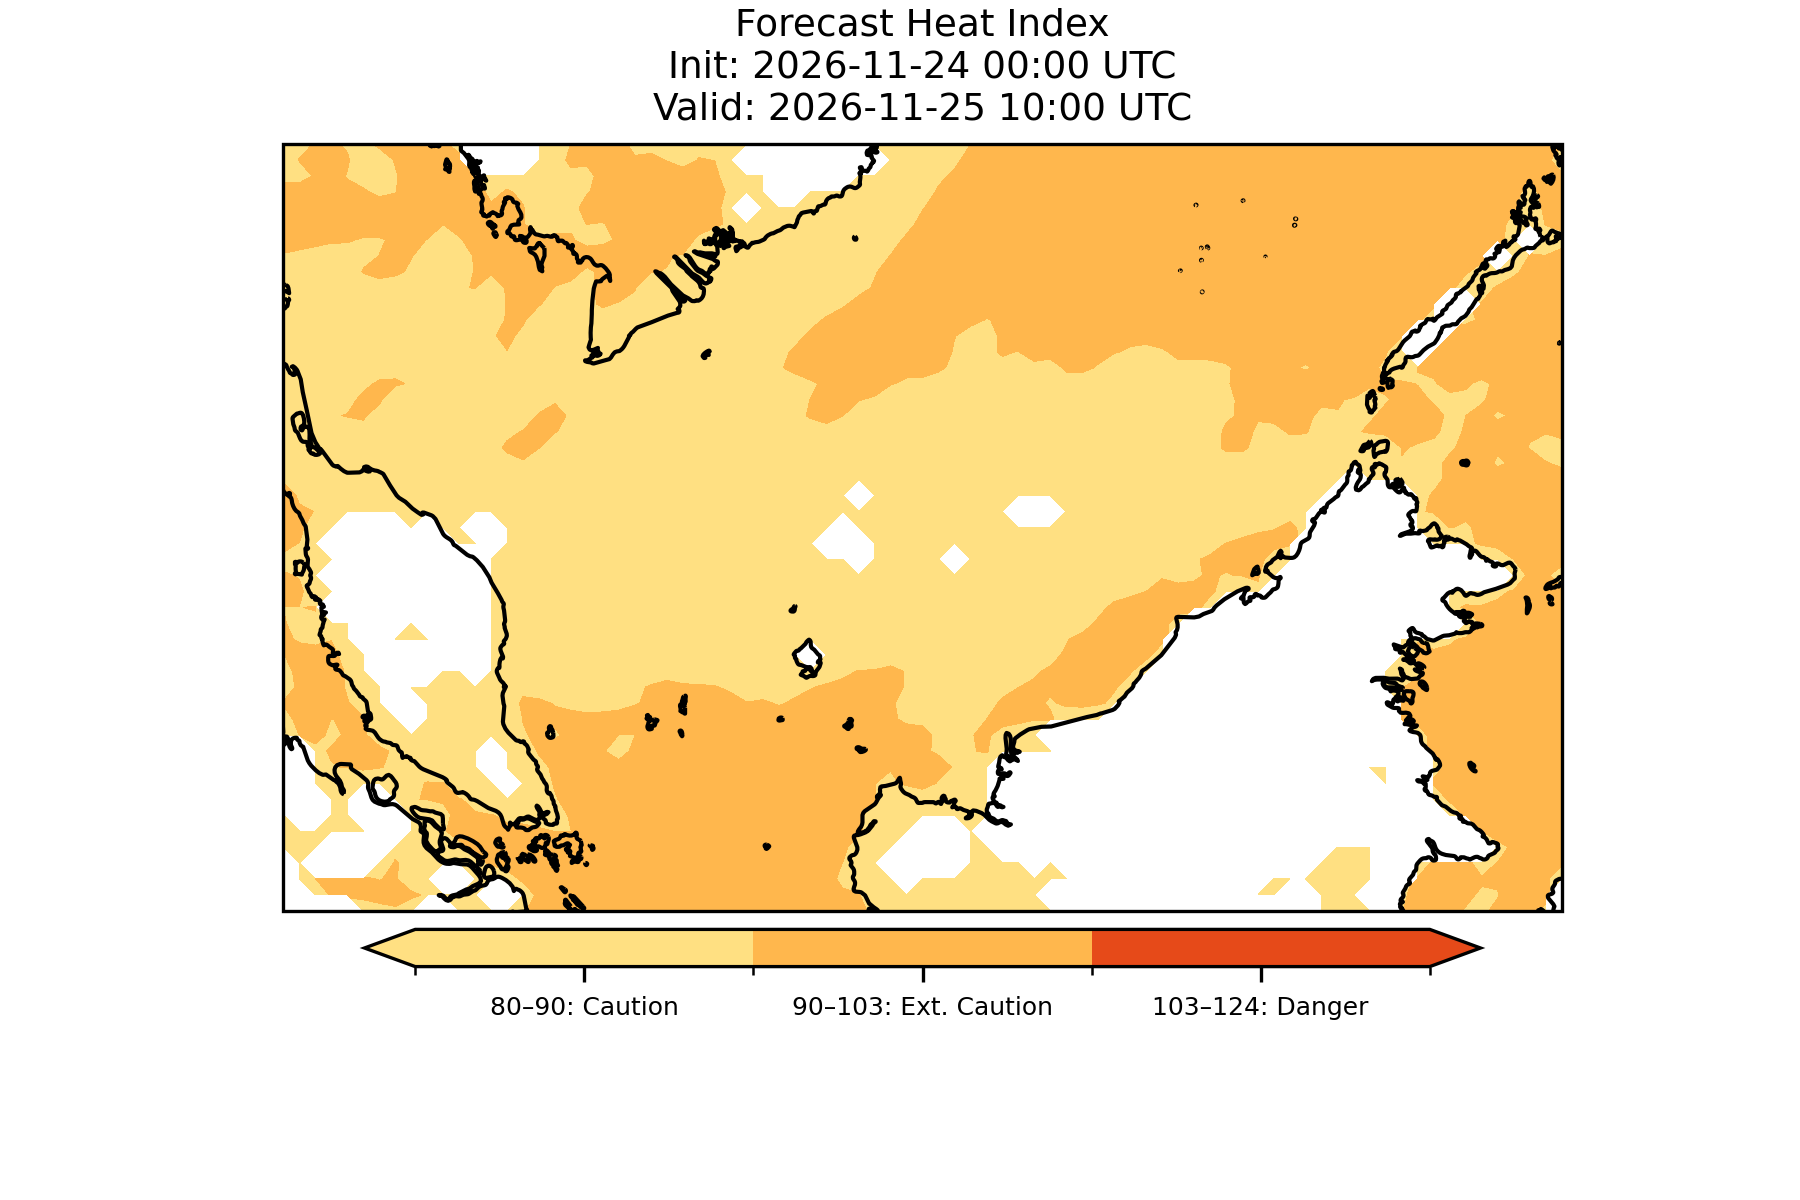 Forecast Heat Index
Init: 2026-11-24 00:00 UTC
Valid: 2026-11-25 10:00 UTC
80–90: Caution
90–103: Ext. Caution
103–124: Danger